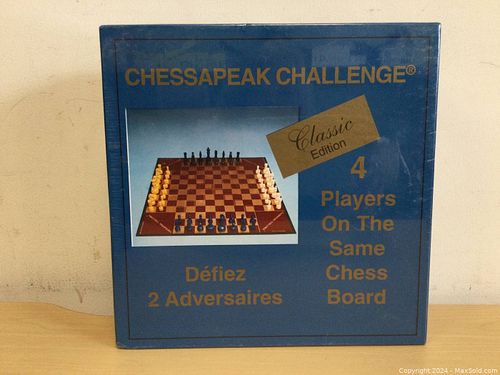 CHESSAPEAK CHALLENGE®
Classic
Edition
4
Players
On The
Same
Chess
Board
Défiez
2 Adversaires
Copyright 2024 - MaxSold.com